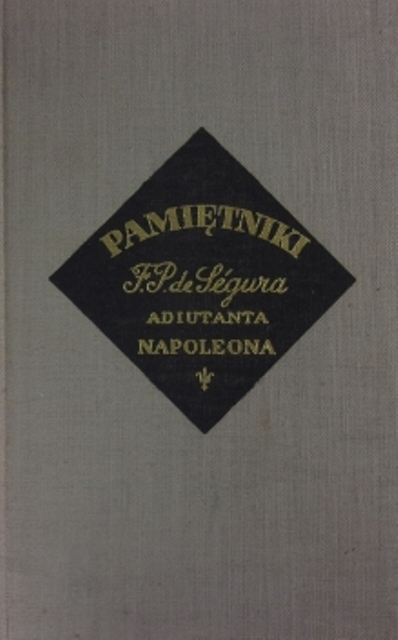 PAMIĘTNIKI
F.P. de Ségura
ADIUTANTA
NAPOLEONA